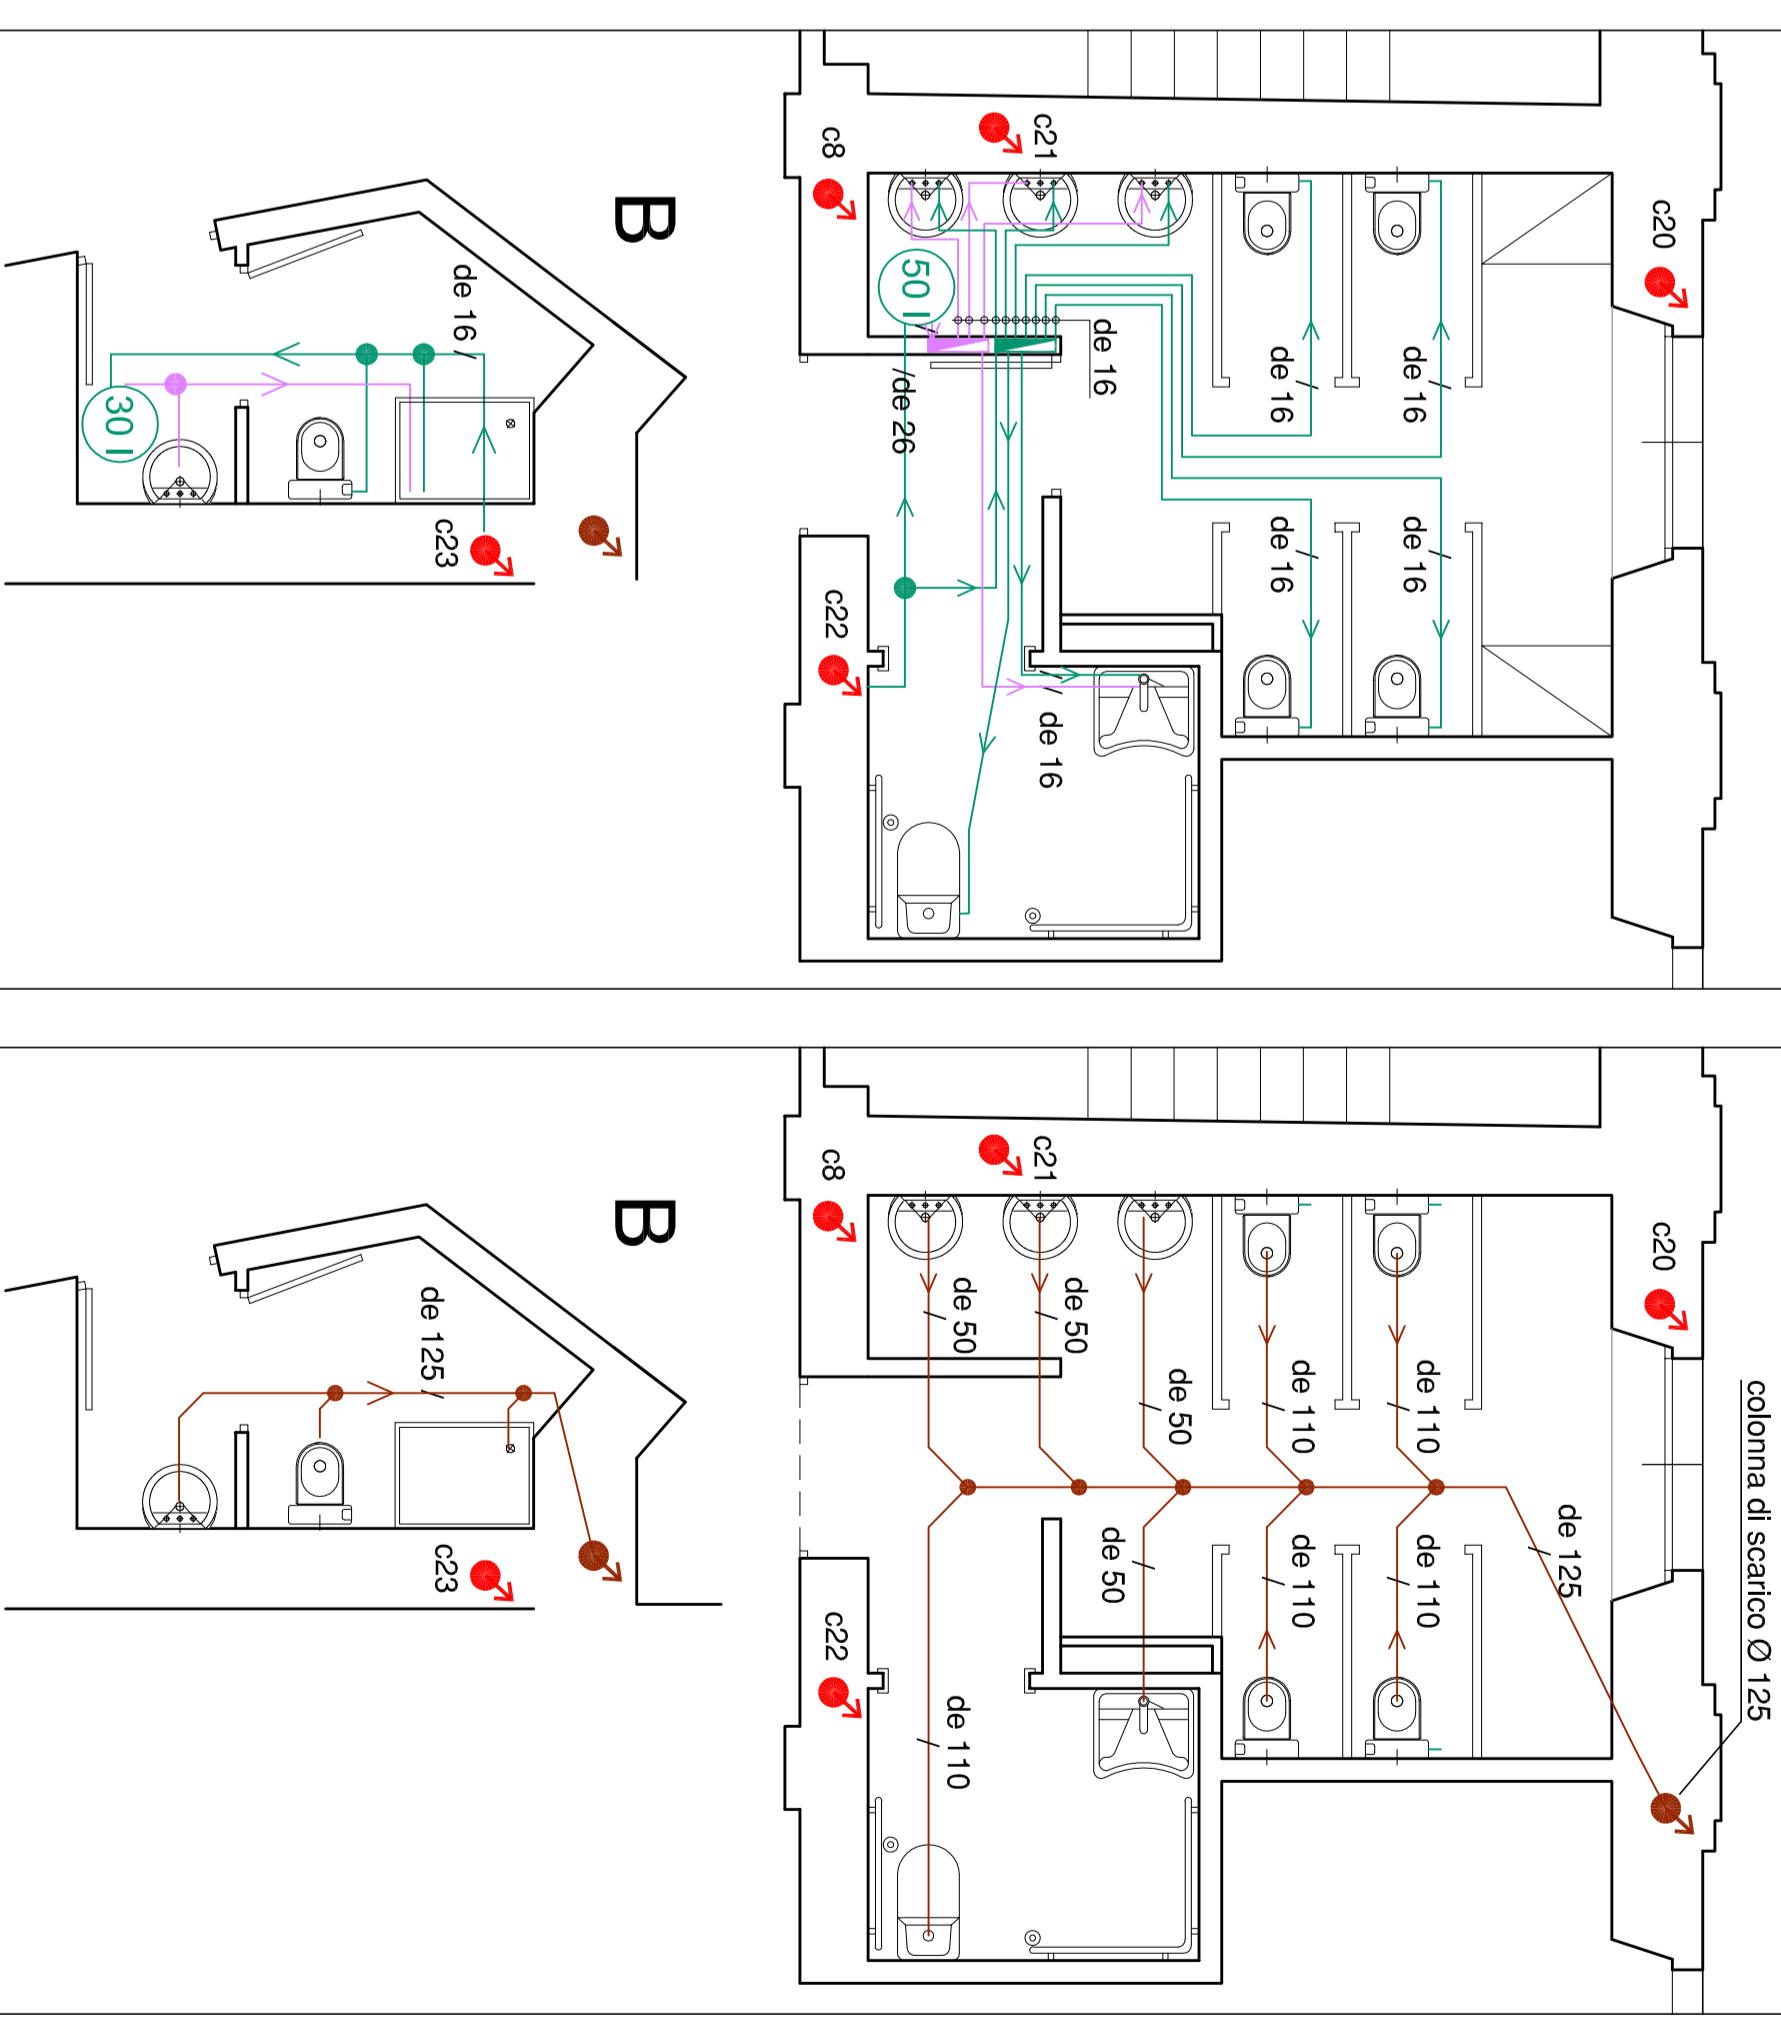 c20
c21
c8
B
50 l
de 16
de 16
de 16
de 16
de 16
de 16
de 16
/de 26
30 l
c23
c22
de 16
colonna di scarico Ø 125
c20
c21
c8
B
de 50
de 50
de 50
de 110
de 110
de 125
de 125
de 110
de 110
de 50
c23
c22
de 110